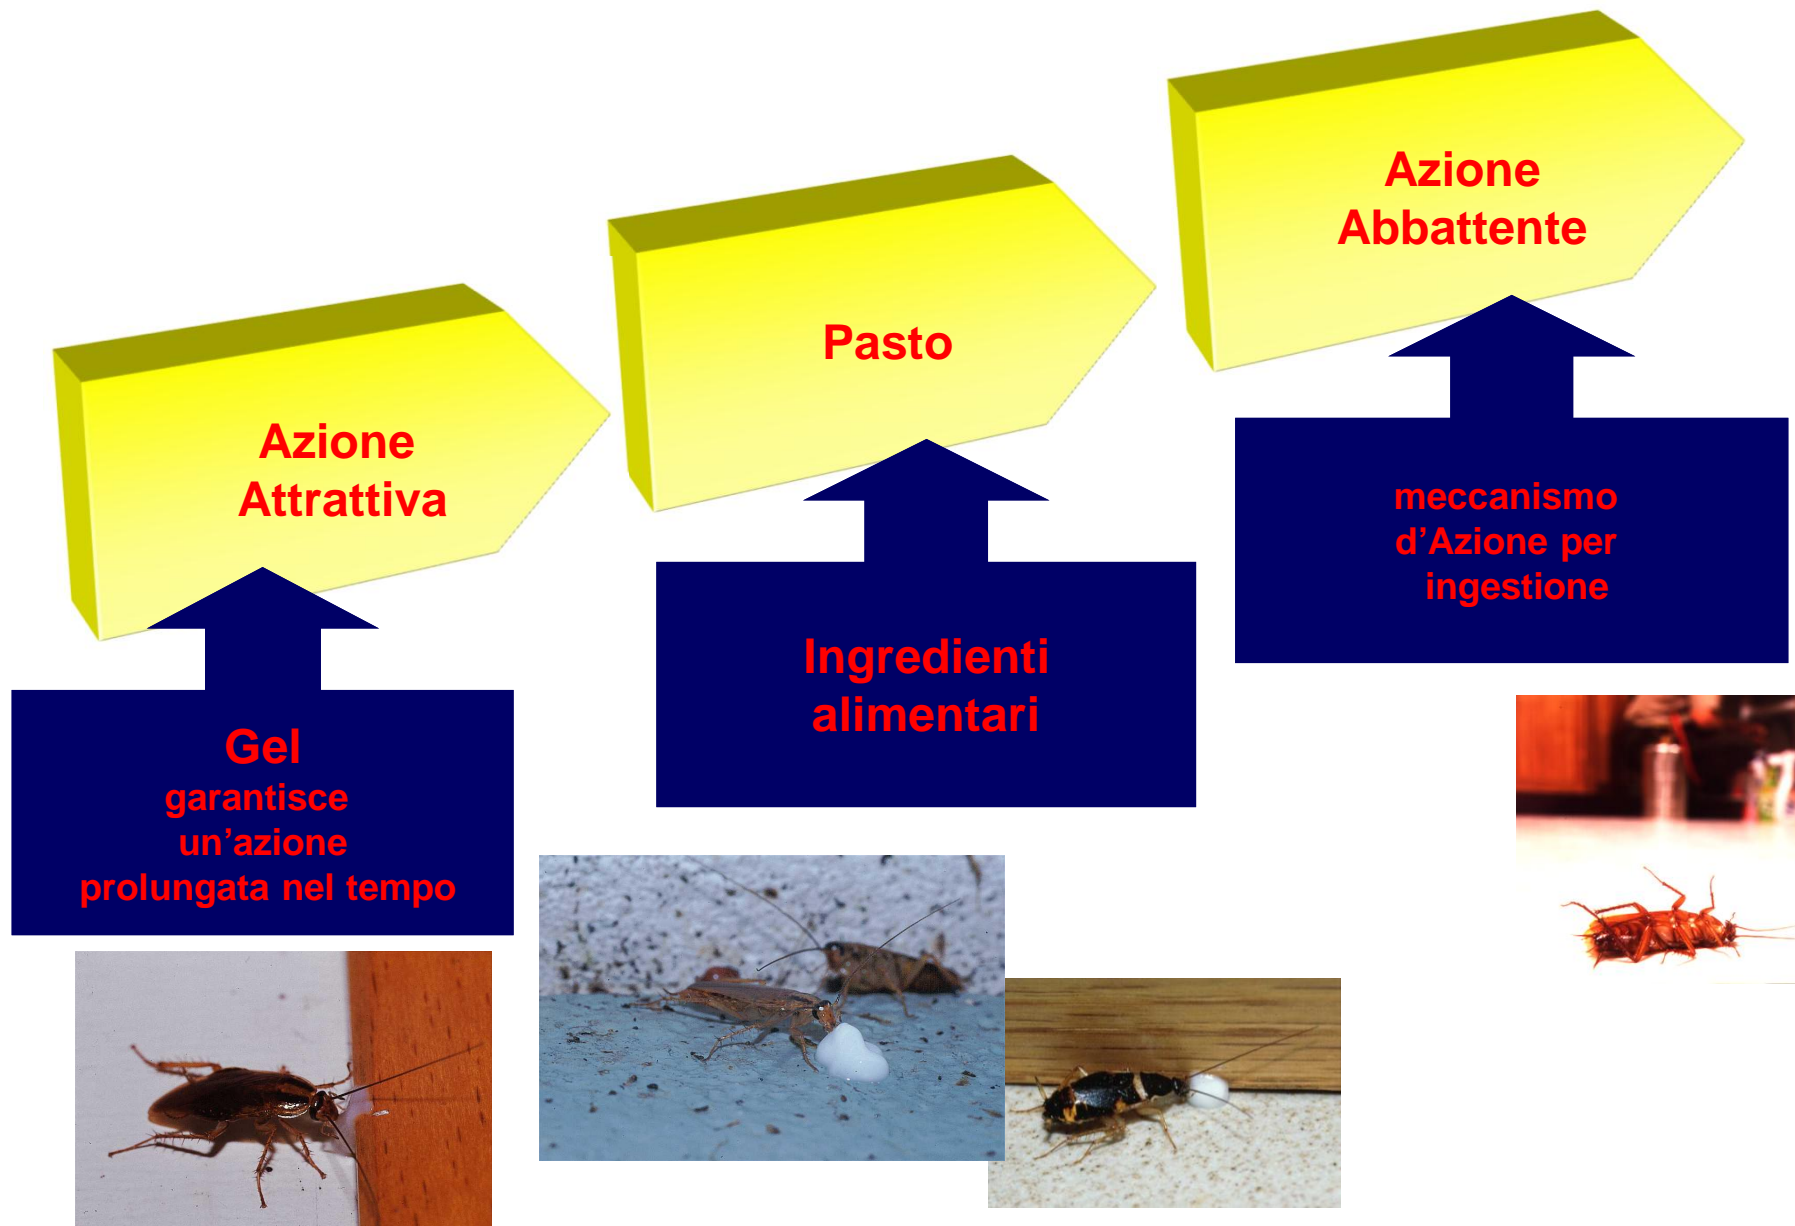 Azione
Attrattiva
Gel
garantisce
un’azione
prolungata nel tempo
Pasto
Ingredienti
alimentari
Azione
Abbattente
meccanismo
d’Azione per
ingestione